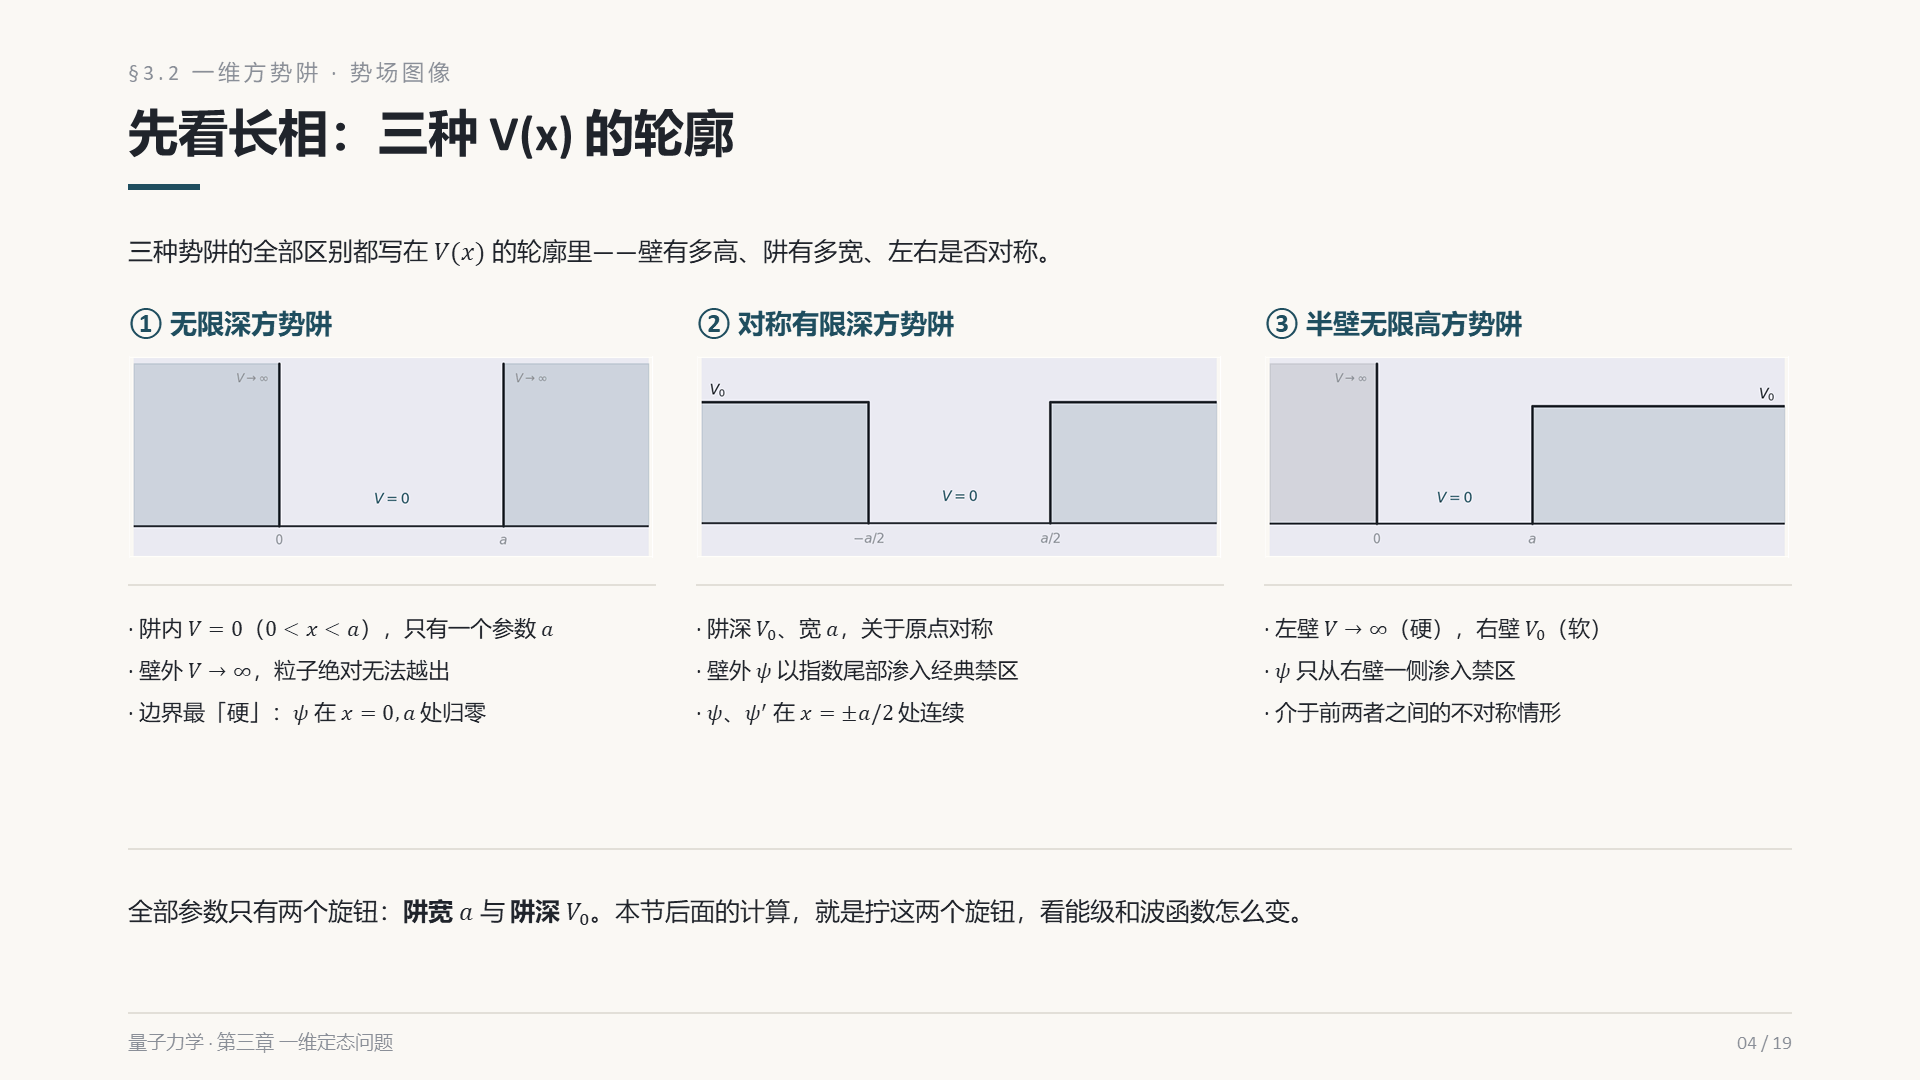 §3.2 一维方势阱 · 势场图像
先看长相：三种 V(x) 的轮廓
三种势阱的全部区别都写在 V(x) 的轮廓里——壁有多高、阱有多宽、左右是否对称。
① 无限深方势阱
V→∞
V→∞
V=0
0
a
· 阱内 V = 0（0 < x < a），只有一个参数 a
· 壁外 V → ∞，粒子绝对无法越出
· 边界最「硬」：ψ 在 x = 0, a 处归零
② 对称有限深方势阱
V₀
V=0
−a/2
a/2
· 阱深 V₀、宽 a，关于原点对称
· 壁外 ψ 以指数尾部渗入经典禁区
· ψ、ψ′ 在 x = ±a/2 处连续
③ 半壁无限高方势阱
V→∞
V₀
V=0
0
a
· 左壁 V → ∞（硬），右壁 V₀（软）
· ψ 只从右壁一侧渗入禁区
· 介于前两者之间的不对称情形
全部参数只有两个旋钮：阱宽 a 与 阱深 V₀。本节后面的计算，就是拧这两个旋钮，看能级和波函数怎么变。
量子力学 · 第三章 一维定态问题
04 / 19